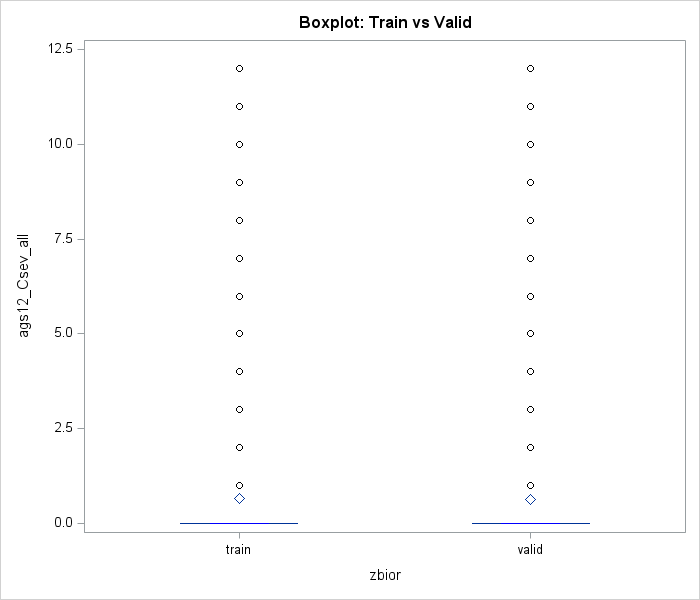 Boxplot: Train vs Valid
12.5
10.0
7.5
5.0
2.5
0.0
ags12_Csev_all
train valid
zbior